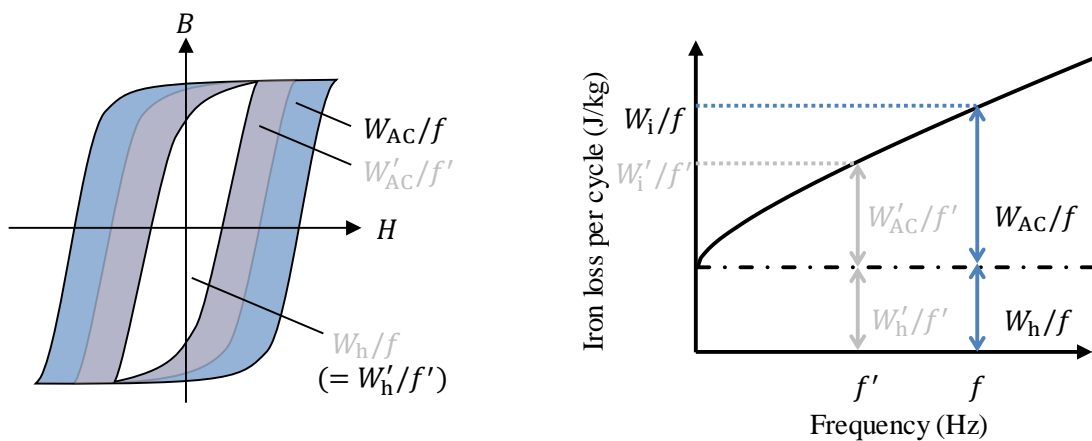 B
W_AC/f
W'_AC/f'
H
W_h/f
(= W'_h/f')
Iron loss per cycle (J/kg)
W_i/f
W'_i/f'
W'_AC/f'
W_AC/f
W'_h/f'
W_h/f
f'
f
Frequency (Hz)